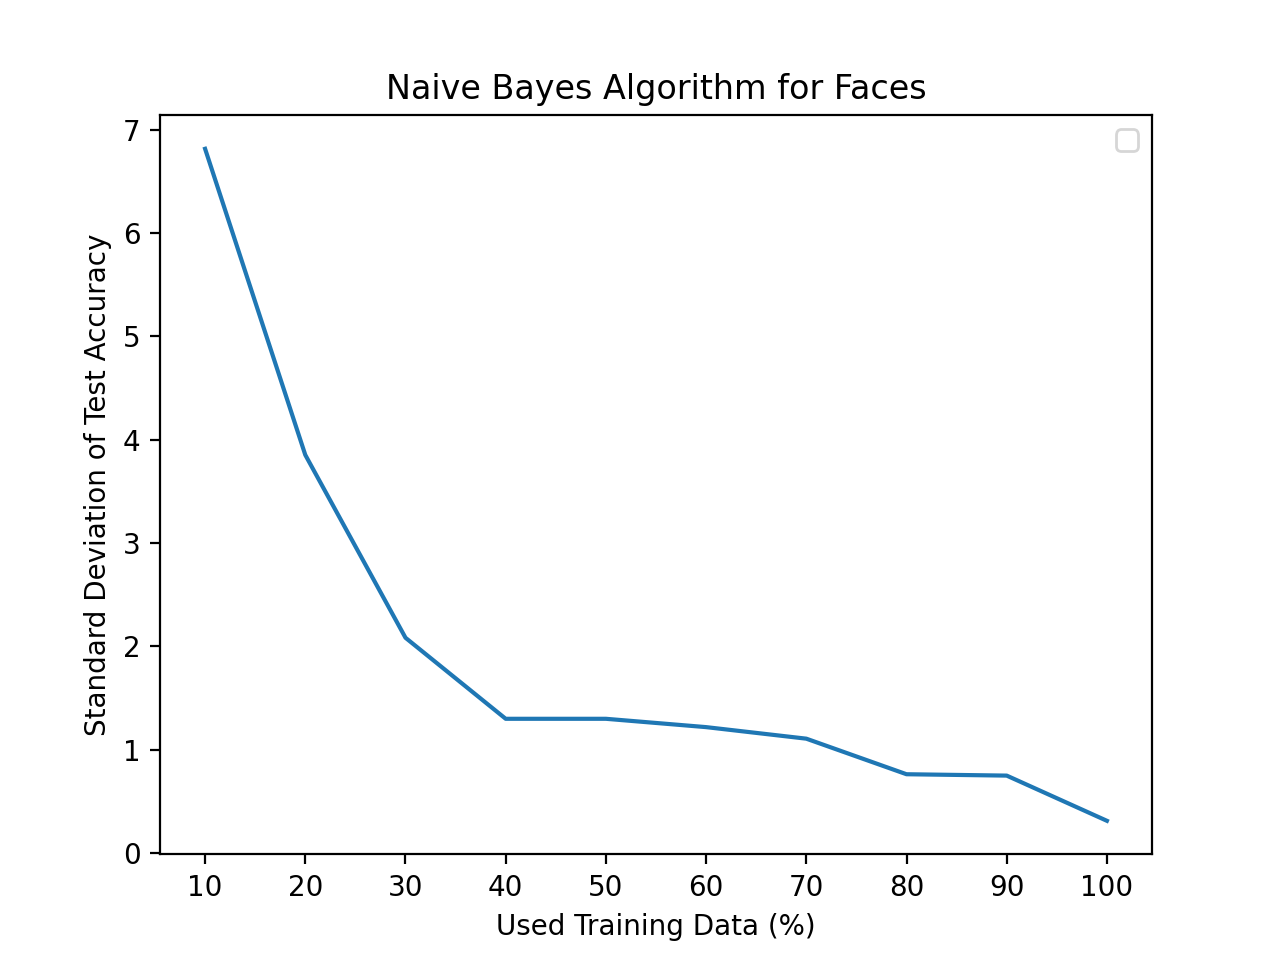 Naive Bayes Algorithm for Faces
Standard Deviation of Test Accuracy
7
6
5
4
3
2
1
0
10 20 30 40 50 60 70 80 90 100
Used Training Data (%)